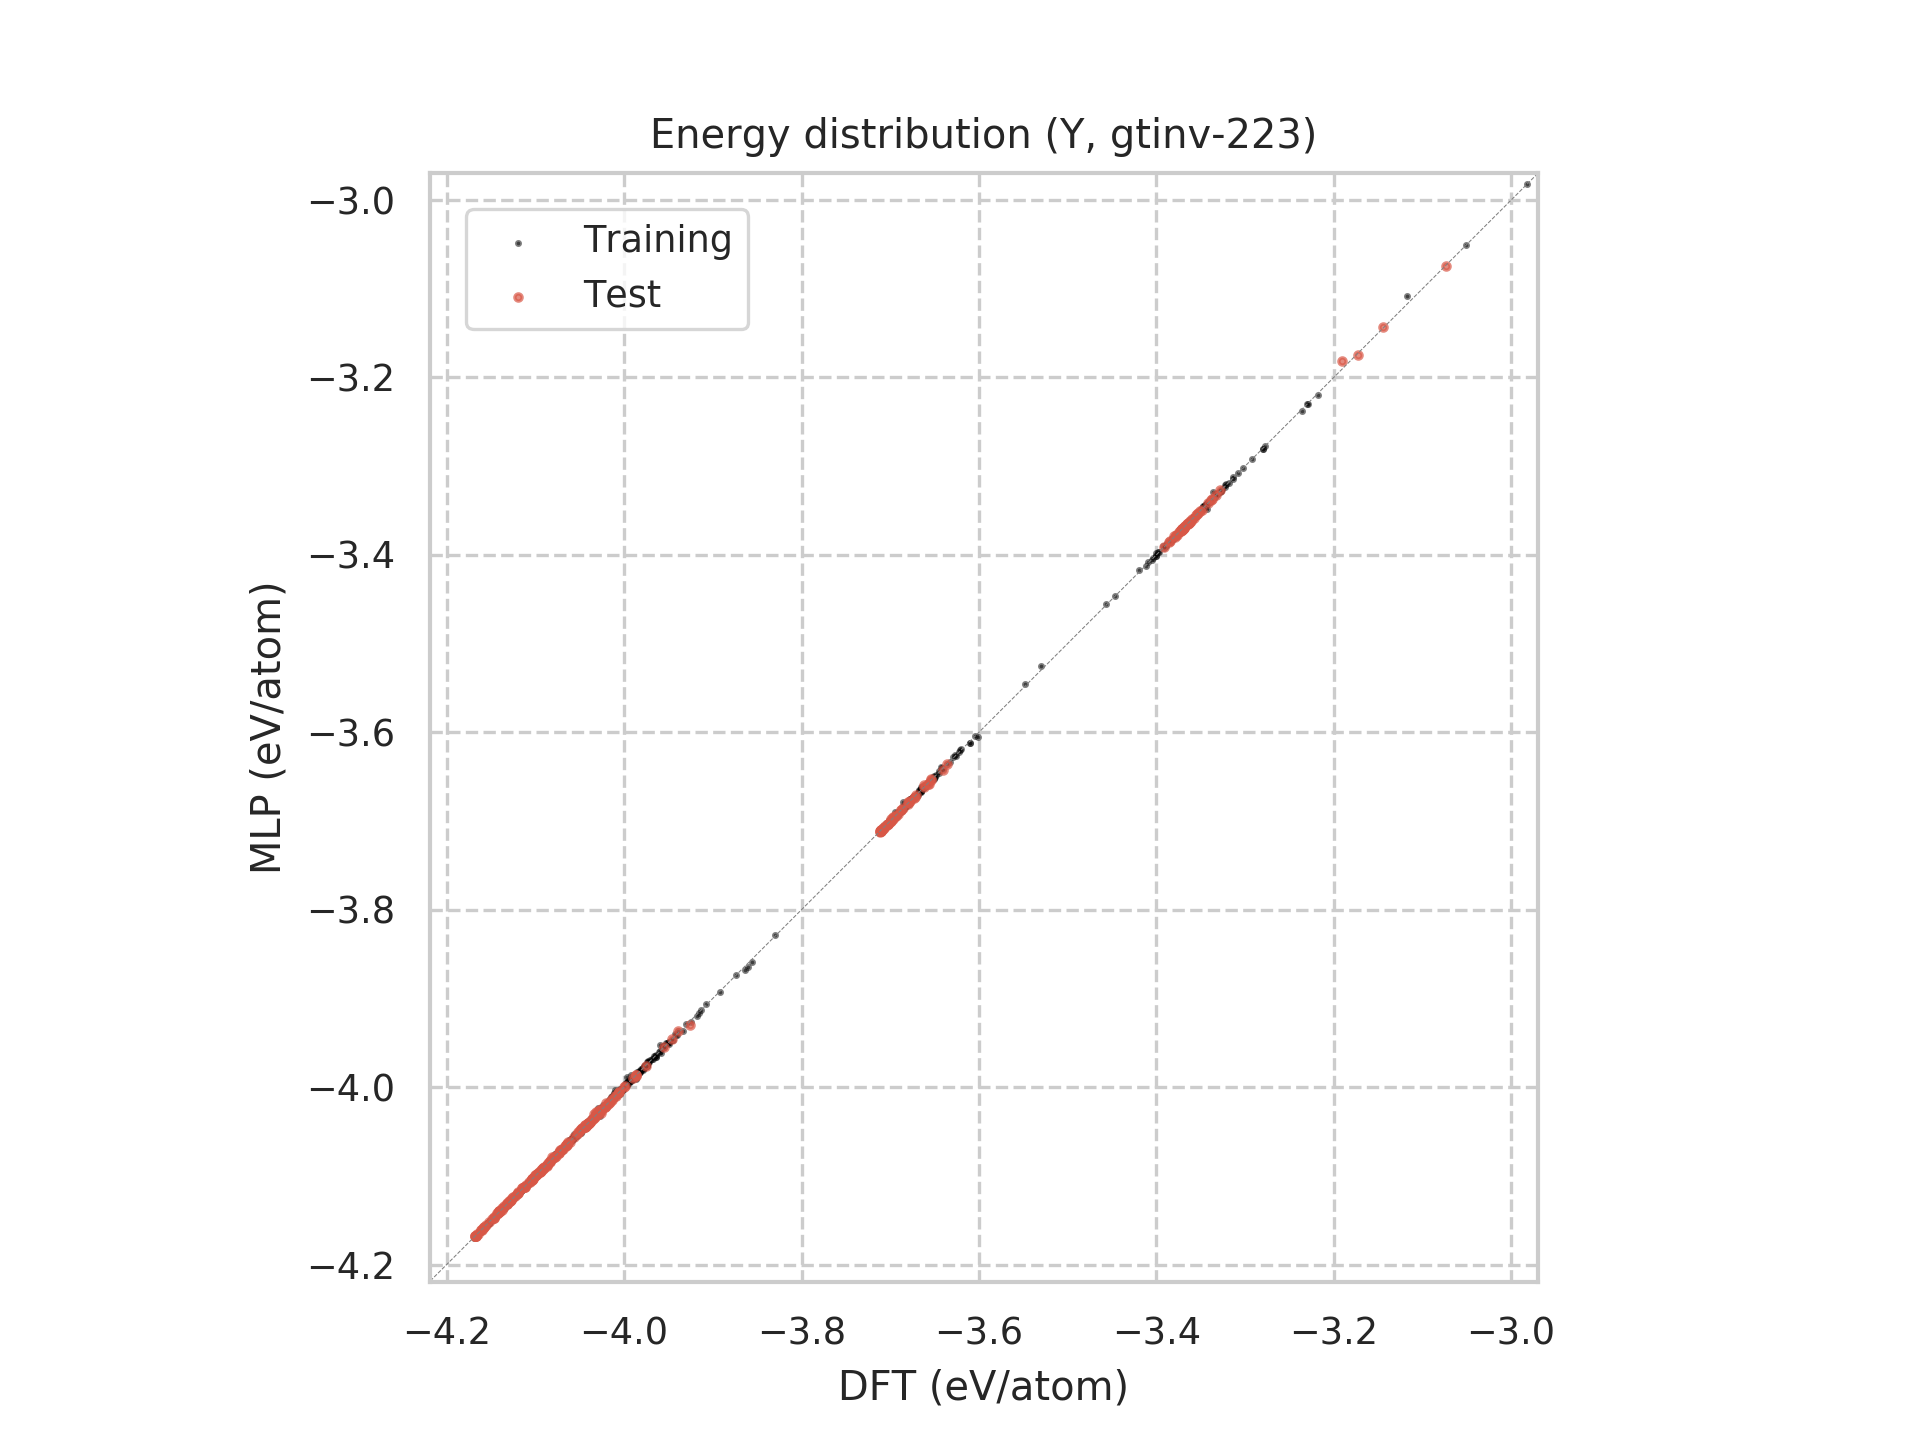 Energy distribution (Y, gtinv-223)
Training
Test
−3.0
−3.2
−3.4
−3.6
−3.8
−4.0
−4.2
MLP (eV/atom)
−4.2 −4.0 −3.8 −3.6 −3.4 −3.2 −3.0
DFT (eV/atom)